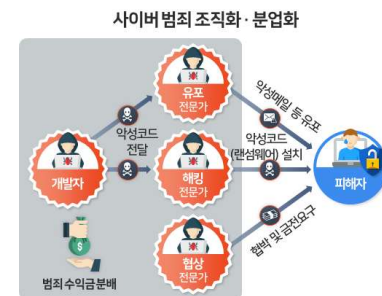 사이버 범죄 조직화 · 분업화
유포
전문가
악성메일 등 유포
악성코드
전달
개발자
해킹
전문가
악성코드
(랜섬웨어) 설치
피해자
협상
전문가
협박 및 금전요구
범죄 수익금 분배